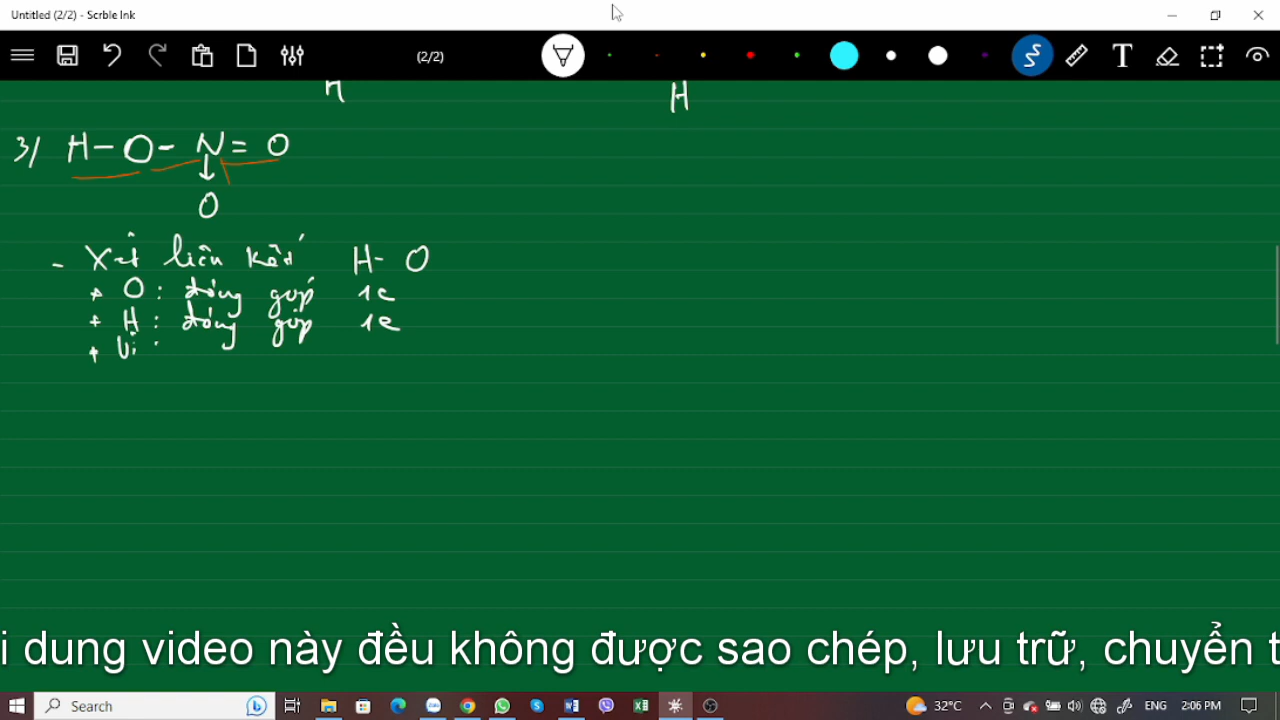 Untitled (2/2) - Scrble Ink
(2/2)
T
H H
3/ H - O - N = O
↓
O
- Xét liên kết H - O
+ O : đóng góp 1e
+ H : đóng góp 1e
+ Vì
i dung video này đều không được sao chép, lưu trữ, chuyển t
Search
32°C
ENG
2:06 PM